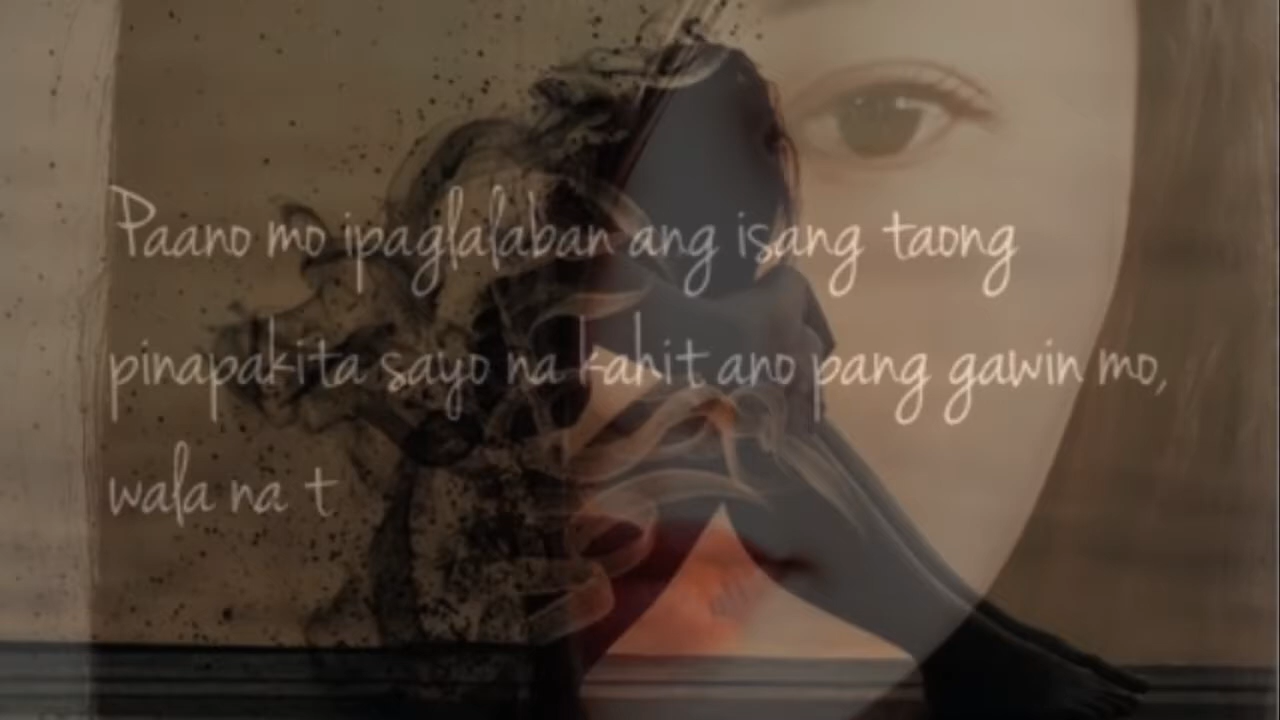 Paano mo ipaglalaban ang isang taong
pinapakita sayo na kahit ano pang gawin mo,
wala na t